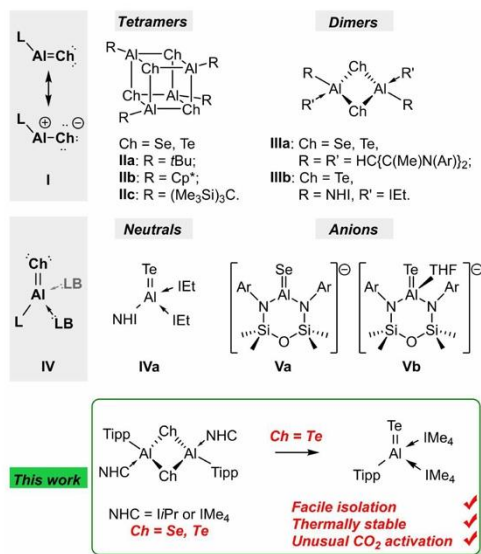 L
Al=Ch
L
Al–Ch
I
Tetramers
R
Al
Ch
Ch
Al
R
Ch
Al
R
Al
Ch
R
Ch = Se, Te
IIa: R = tBu;
IIb: R = Cp*;
IIc: R = (Me3Si)3C.
Dimers
R
Ch
R'
Al
Al
R'
Ch
R
IIIa: Ch = Se, Te,
R = R' = HC{C(Me)N(Ar)}2;
IIIb: Ch = Te,
R = NHI, R' = IEt.
Ch
Al
LB
L
LB
IV
Neutrals
Te
Al
IEt
NHI
IEt
IVa
Anions
Se
Ar
Al
Ar
N
N
Si
O
Si
Va
Te
THF
Ar
Al
Ar
N
N
Si
O
Si
Vb
This work
Tipp
Ch
NHC
Al
Al
NHC
Ch
Tipp
NHC = IiPr or IMe4
Ch = Se, Te
Ch = Te
Te
Al
IMe4
Tipp
IMe4
Facile isolation ✓
Thermally stable ✓
Unusual CO2 activation ✓